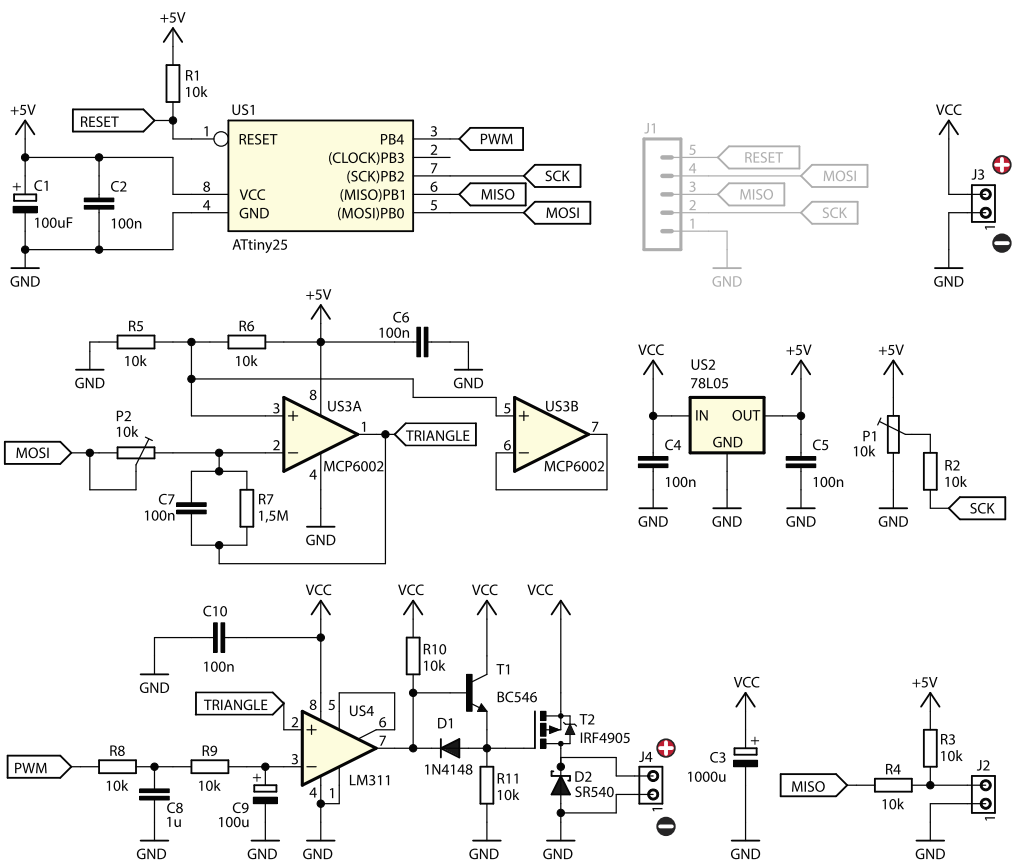 +5V
R1
10k
RESET
+5V
+
C1
100uF
C2
100n
GND
US1
1
RESET
8
VCC
4
GND
PB4
3
PWM
(CLOCK)PB3
2
(SCK)PB2
7
SCK
(MISO)PB1
6
MISO
(MOSI)PB0
5
MOSI
ATtiny25
J1
5
RESET
4
MOSI
3
MISO
2
SCK
1
GND
VCC
J3
1
GND
+5V
R5
10k
R6
10k
C6
100n
GND
GND
8
3
+
US3A
1
TRIANGLE
2
−
MCP6002
4
GND
5
+
US3B
7
6
−
MCP6002
P2
10k
MOSI
C7
100n
R7
1,5M
VCC
US2
78L05
+5V
IN
OUT
GND
C4
100n
C5
100n
GND
GND
GND
+5V
P1
10k
R2
10k
SCK
GND
C10
100n
GND
VCC
VCC
VCC
VCC
R10
10k
T1
BC546
TRIANGLE
8
5
US4
6
2
+
7
3
−
LM311
4
1
D1
1N4148
T2
IRF4905
D2
SR540
J4
1
R11
10k
PWM
R8
10k
R9
10k
C8
1u
+
C9
100u
GND
GND
GND
GND
GND
VCC
+
C3
1000u
GND
+5V
R3
10k
MISO
R4
10k
J2
1
GND